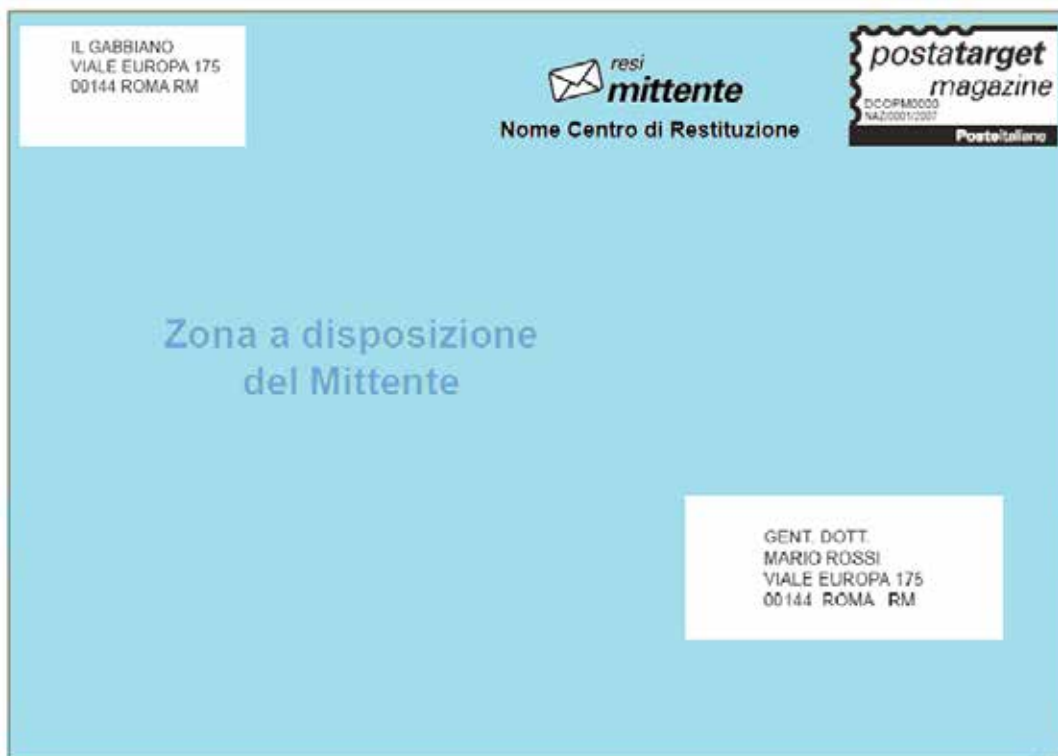 IL GABBIANO
VIALE EUROPA 175
00144 ROMA RM
resi
mittente
Nome Centro di Restituzione
postatarget
magazine
DCOPM0000
NAZ/0001/2007
Posteitaliane
Zona a disposizione
del Mittente
GENT. DOTT.
MARIO ROSSI
VIALE EUROPA 175
00144 ROMA RM